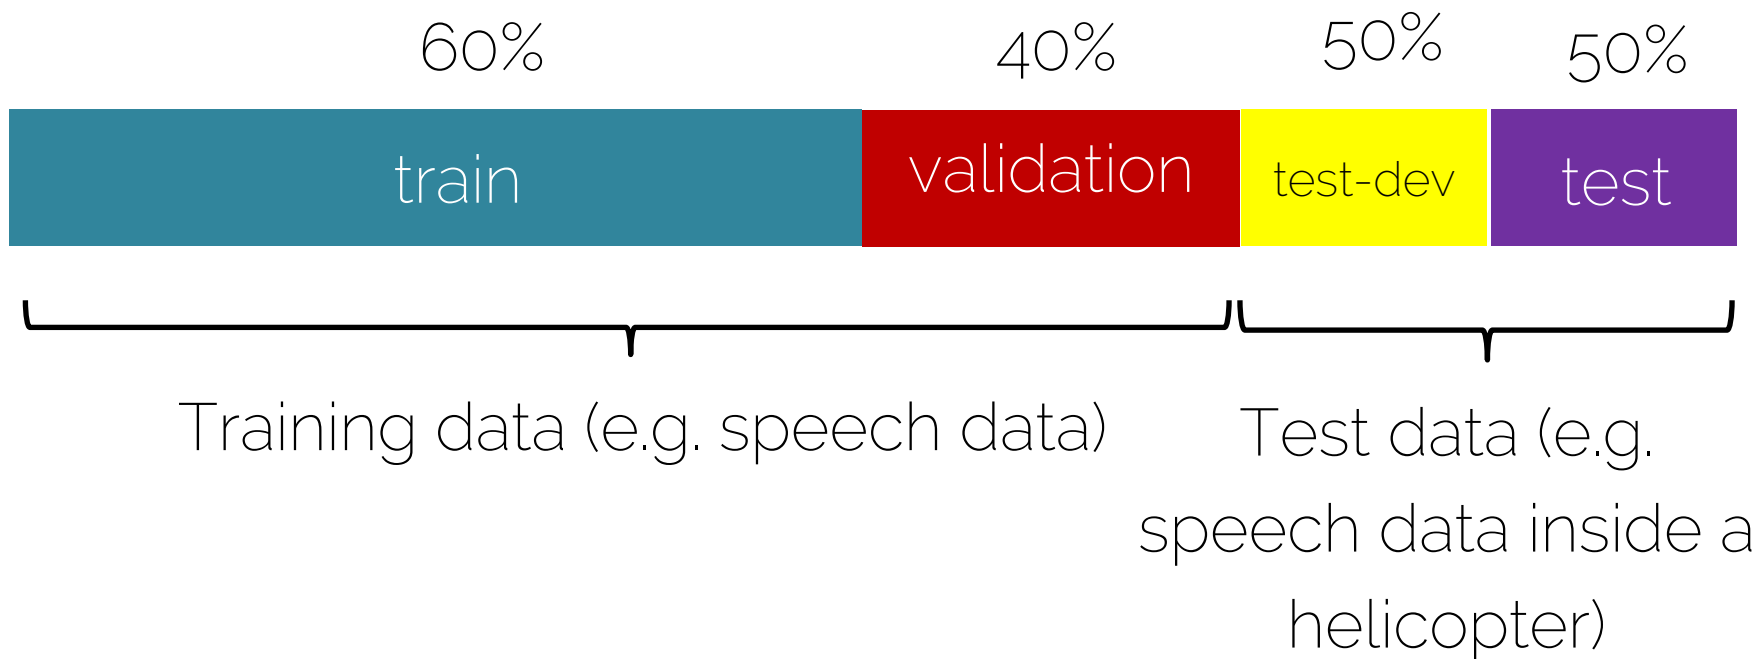 60%
40%
50%
50%
train
validation
test-dev
test
Training data (e.g. speech data)
Test data (e.g.
speech data inside a
helicopter)